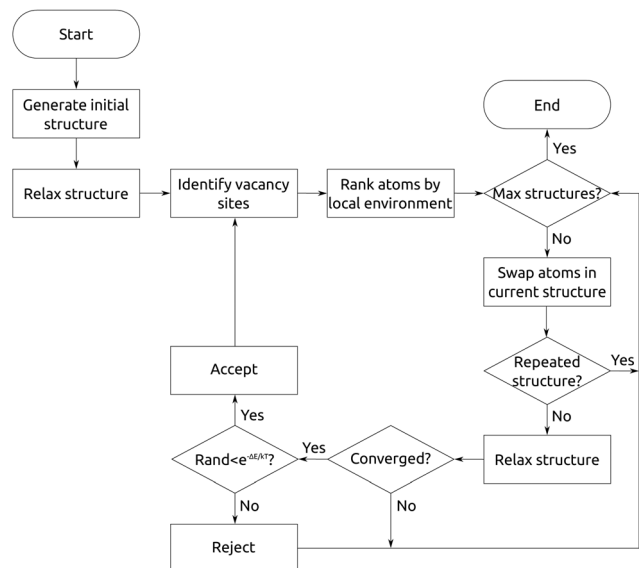 Start
Generate initial
structure
Relax structure
Identify vacancy
sites
Rank atoms by
local environment
Max structures?
Yes
End
No
Swap atoms in
current structure
Repeated
structure?
Yes
No
Relax structure
Converged?
Yes
No
Rand<e-ΔE/kT?
Yes
No
Accept
Reject